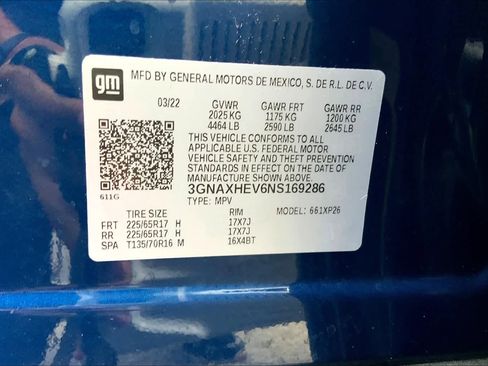 gm
MFD BY GENERAL MOTORS DE MEXICO, S. DE R.L. DE C.V.
03/22 GVWR GAWR FRT GAWR RR
2025 KG 1175 KG 1200 KG
4464 LB 2590 LB 2645 LB
THIS VEHICLE CONFORMS TO ALL
APPLICABLE U.S. FEDERAL MOTOR
VEHICLE SAFETY AND THEFT PREVENTION
STANDARDS IN EFFECT ON THE DATE OF
MANUFACTURE SHOWN ABOVE.
3GNAXHEV6NS169286
611G TYPE: MPV MODEL: 661XP26
TIRE SIZE RIM
FRT 225/65R17 H 17X7J
RR 225/65R17 H 17X7J
SPA T135/70R16 M 16X4BT